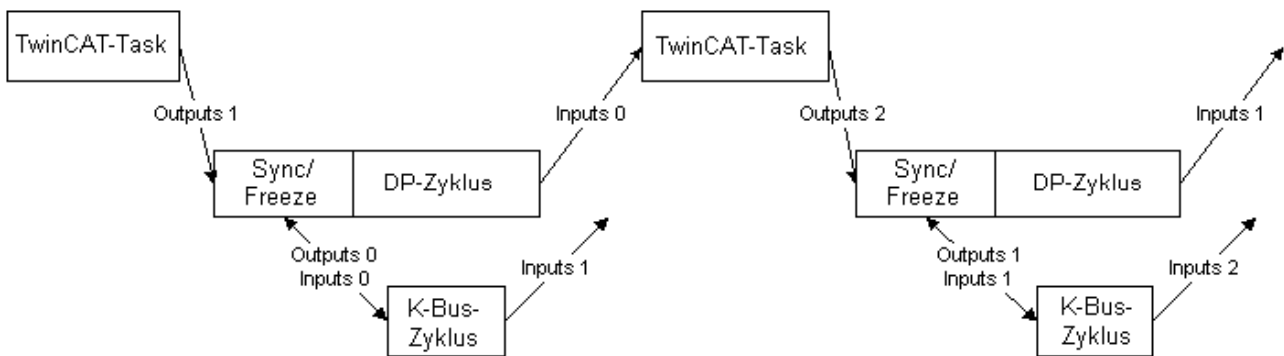 TwinCAT-Task
TwinCAT-Task
Outputs 1
Inputs 0
Outputs 2
Inputs 1
Sync/
Freeze
DP-Zyklus
Sync/
Freeze
DP-Zyklus
Outputs 0
Inputs 0
Inputs 1
Outputs 1
Inputs 1
Inputs 2
K-Bus-
Zyklus
K-Bus-
Zyklus